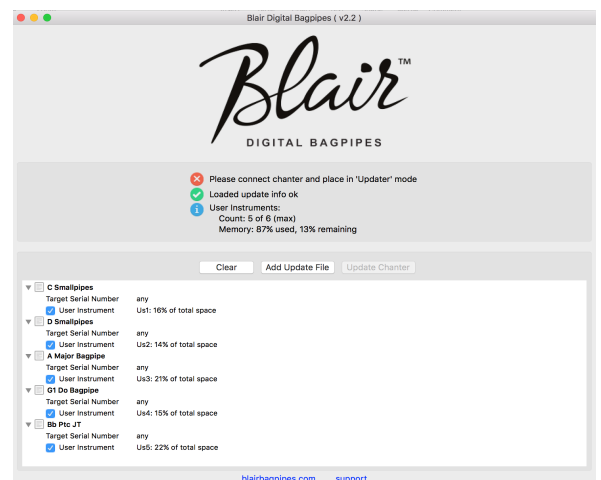 Blair Digital Bagpipes ( v2.2 )
Blair™
DIGITAL BAGPIPES
Please connect chanter and place in 'Updater' mode
Loaded update info ok
User Instruments:
Count: 5 of 6 (max)
Memory: 87% used, 13% remaining
Clear Add Update File Update Chanter
C Smallpipes
Target Serial Number any
User Instrument Us1: 16% of total space
D Smallpipes
Target Serial Number any
User Instrument Us2: 14% of total space
A Major Bagpipe
Target Serial Number any
User Instrument Us3: 21% of total space
G1 Do Bagpipe
Target Serial Number any
User Instrument Us4: 15% of total space
Bb Ptc JT
Target Serial Number any
User Instrument Us5: 22% of total space
blairbagpipes.com support